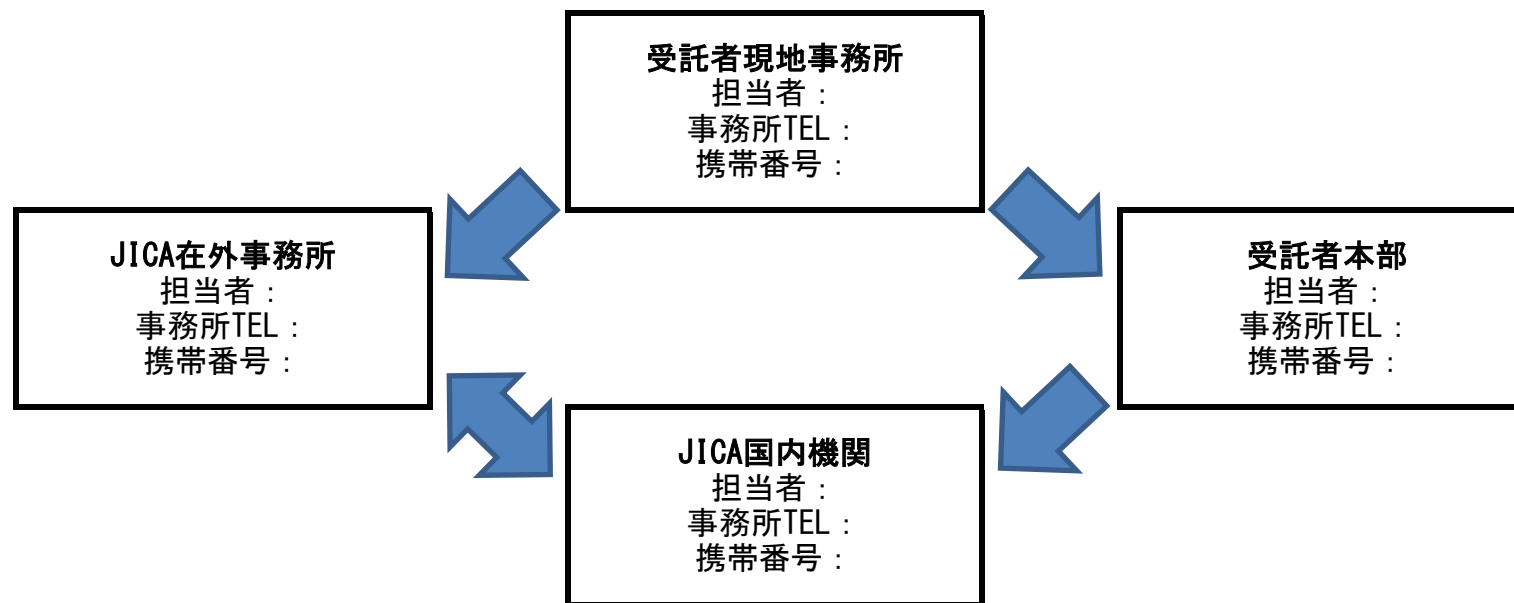 受託者現地事務所
担当者：
事務所TEL：
携帯番号：
JICA在外事務所
担当者：
事務所TEL：
携帯番号：
受託者本部
担当者：
事務所TEL：
携帯番号：
JICA国内機関
担当者：
事務所TEL：
携帯番号：